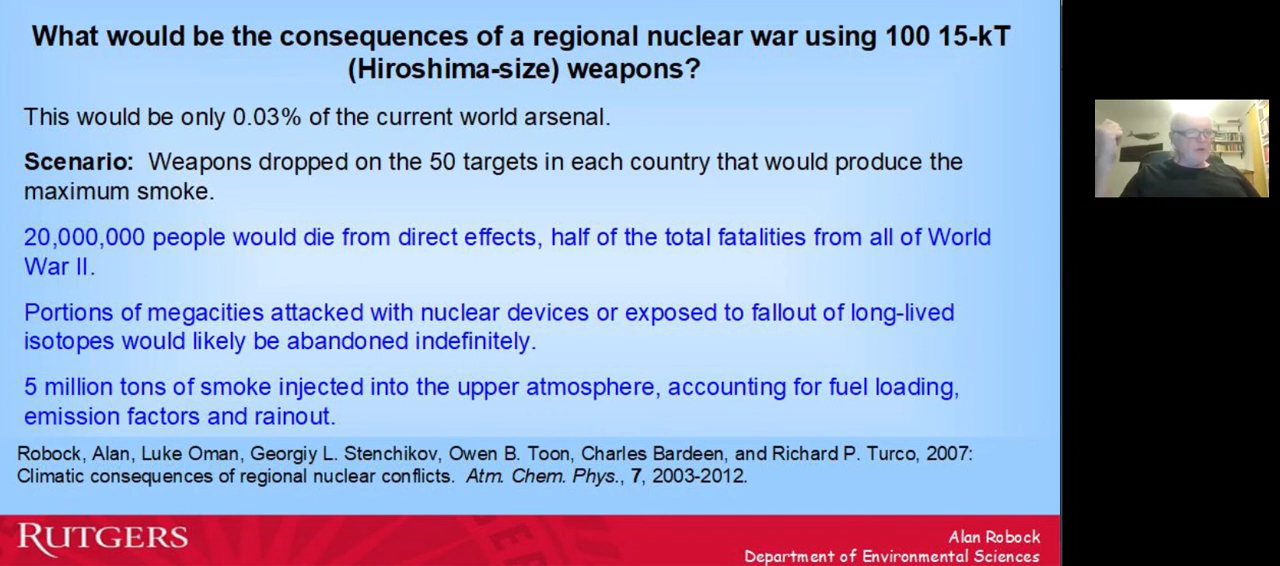 What would be the consequences of a regional nuclear war using 100 15-kT
(Hiroshima-size) weapons?
This would be only 0.03% of the current world arsenal.
Scenario: Weapons dropped on the 50 targets in each country that would produce the
maximum smoke.
20,000,000 people would die from direct effects, half of the total fatalities from all of World
War II.
Portions of megacities attacked with nuclear devices or exposed to fallout of long-lived
isotopes would likely be abandoned indefinitely.
5 million tons of smoke injected into the upper atmosphere, accounting for fuel loading,
emission factors and rainout.
Robock, Alan, Luke Oman, Georgiy L. Stenchikov, Owen B. Toon, Charles Bardeen, and Richard P. Turco, 2007:
Climatic consequences of regional nuclear conflicts. Atm. Chem. Phys., 7, 2003-2012.
RUTGERS
Alan Robock
Department of Environmental Sciences